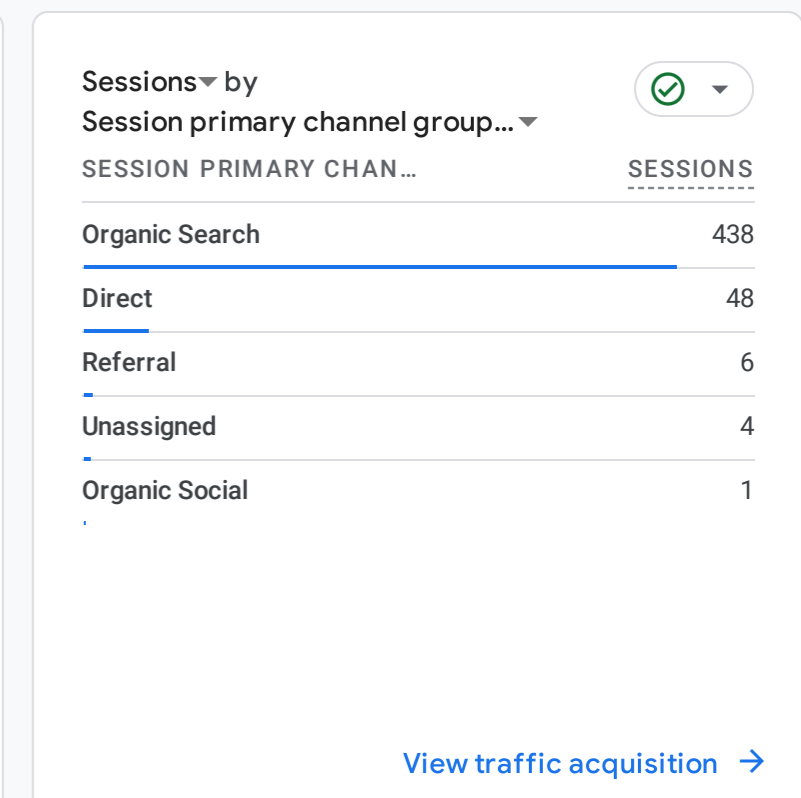 Sessions by
Session primary channel group...
SESSION PRIMARY CHAN... SESSIONS
Organic Search 438
Direct 48
Referral 6
Unassigned 4
Organic Social 1
View traffic acquisition